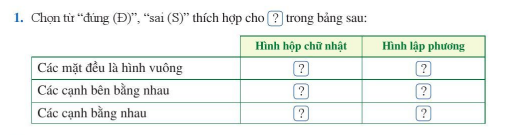 1. Chọn từ “đúng (Đ)”, “sai (S)” thích hợp cho ? trong bảng sau:
Hình hộp chữ nhật Hình lập phương
Các mặt đều là hình vuông ? ?
Các cạnh bên bằng nhau ? ?
Các cạnh bằng nhau ? ?